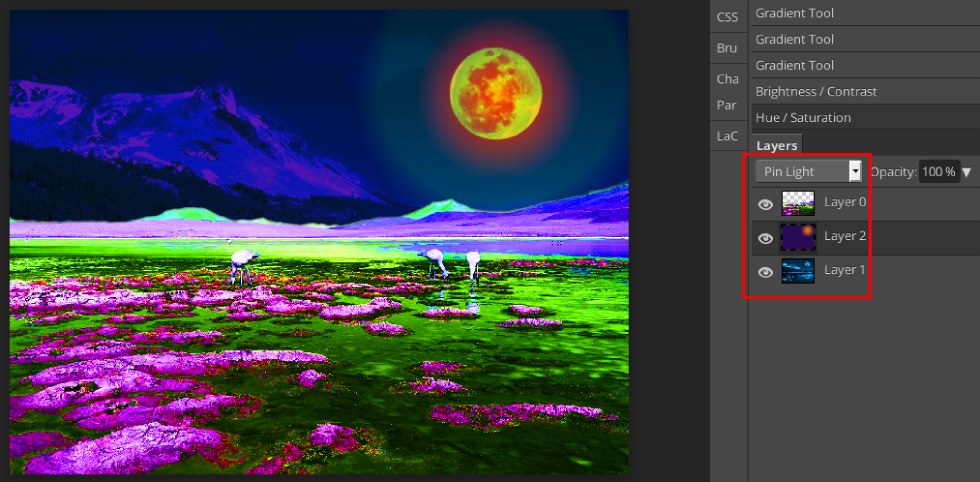 CSS
Bru
Cha
Par
LaC
Gradient Tool
Gradient Tool
Gradient Tool
Brightness / Contrast
Hue / Saturation
Layers
Pin Light
Opacity: 100 %
Layer 0
Layer 2
Layer 1